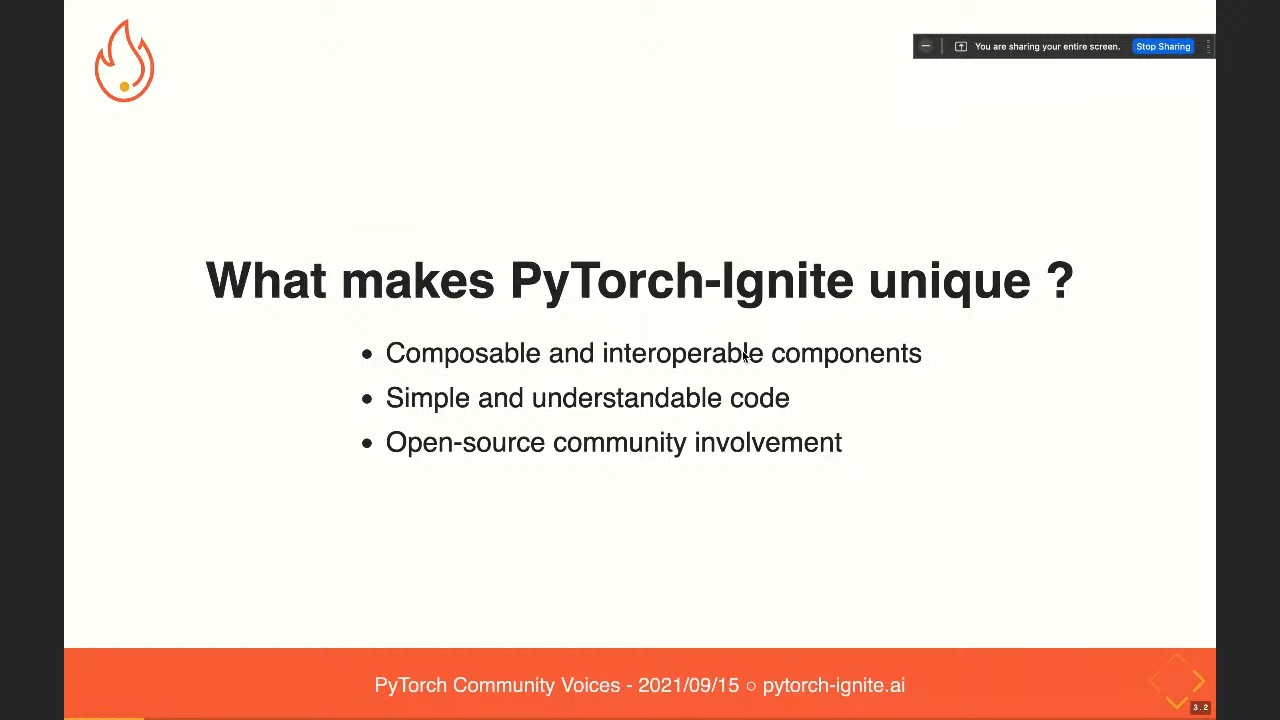 You are sharing your entire screen. Stop Sharing
What makes PyTorch-Ignite unique ?
• Composable and interoperable components
• Simple and understandable code
• Open-source community involvement
PyTorch Community Voices - 2021/09/15 ○ pytorch-ignite.ai
3.2